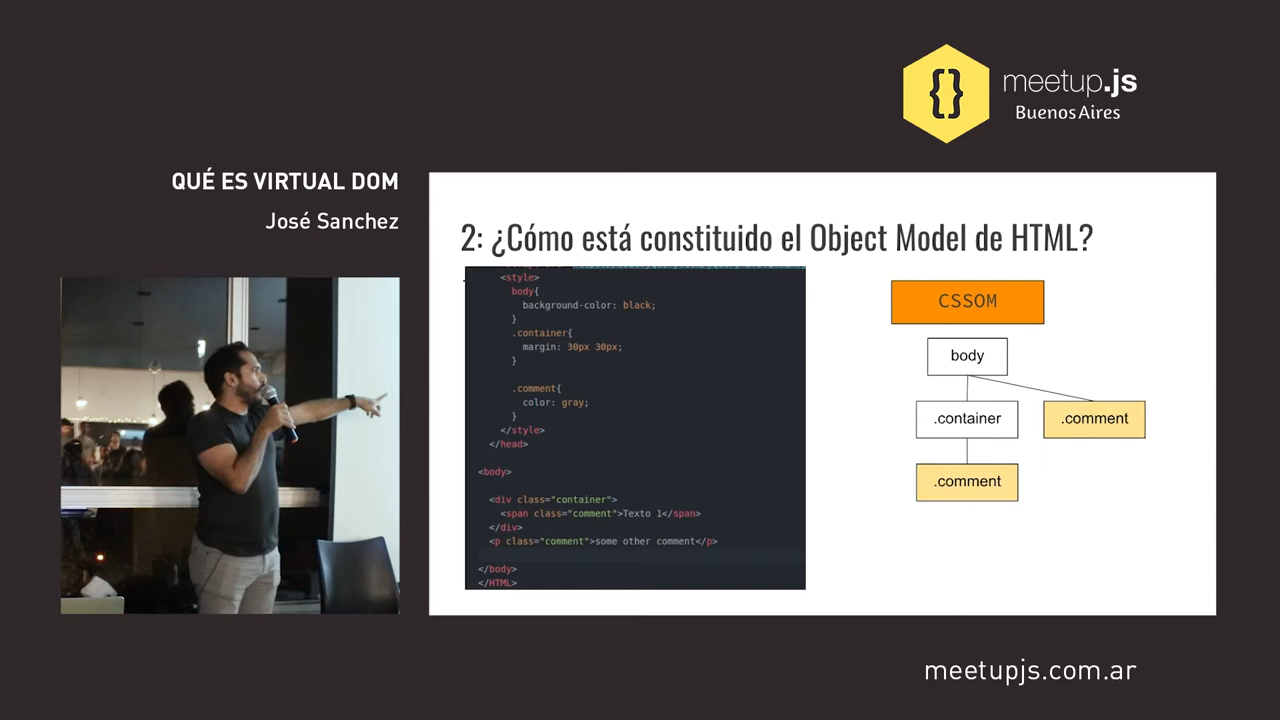 {}
meetup.js
Buenos Aires
QUÉ ES VIRTUAL DOM
José Sanchez
2: ¿Cómo está constituido el Object Model de HTML?
<style>
body{
background-color: black;
}
.container{
margin: 30px 30px;
}
.comment{
color: gray;
}
</style>
</head>
<body>
<div class="container">
<span class="comment">Texto 1</span>
</div>
<p class="comment">some other comment</p>
</body>
</HTML>
CSSOM
body
.container
.comment
.comment
meetupjs.com.ar